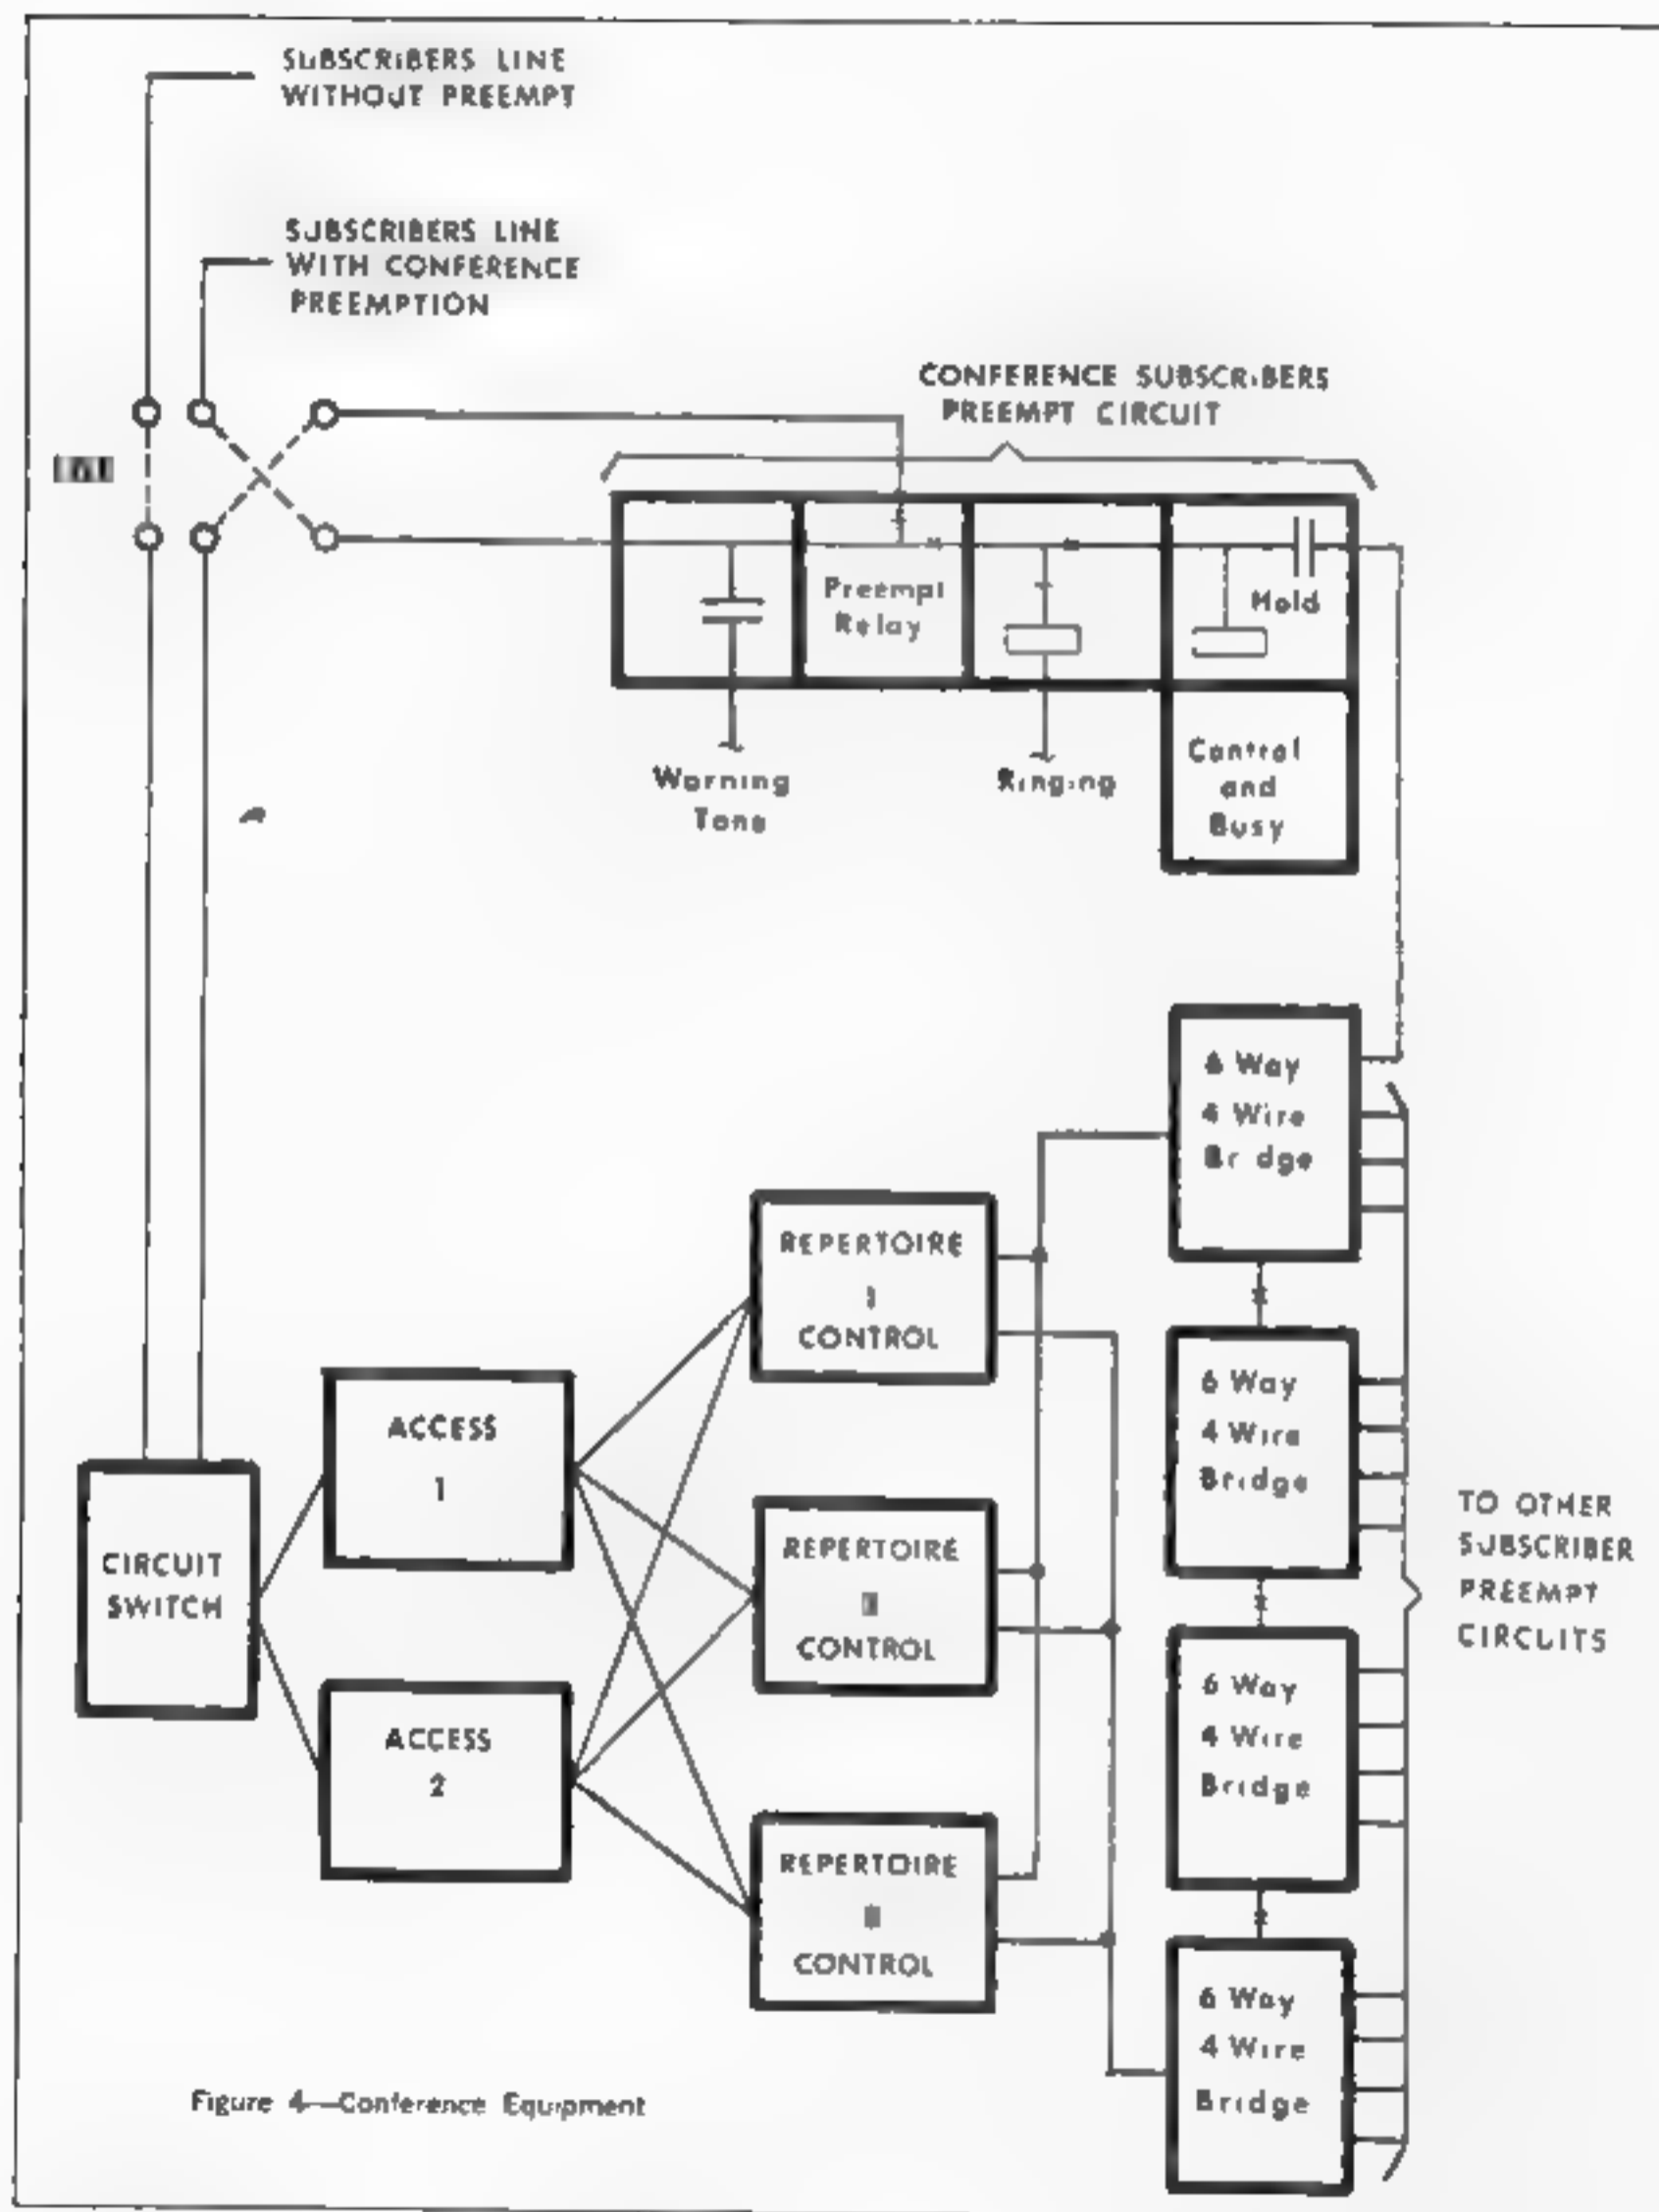 SUBSCRIBERS LINE
WITHOUT PREEMPT
SUBSCRIBERS LINE
WITH CONFERENCE
PREEMPTION
CONFERENCE SUBSCRIBERS
PREEMPT CIRCUIT
Preempt
Relay
Hold
Warning
Tone
Ringing
Control
and
Busy
6 Way
4 Wire
Bridge
REPERTOIRE
I
CONTROL
6 Way
4 Wire
Bridge
ACCESS
1
TO OTHER
SUBSCRIBER
PREEMPT
CIRCUITS
CIRCUIT
SWITCH
REPERTOIRE
CONTROL
6 Way
4 Wire
Bridge
ACCESS
2
REPERTOIRE
CONTROL
6 Way
4 Wire
Bridge
Figure 4—Conference Equipment